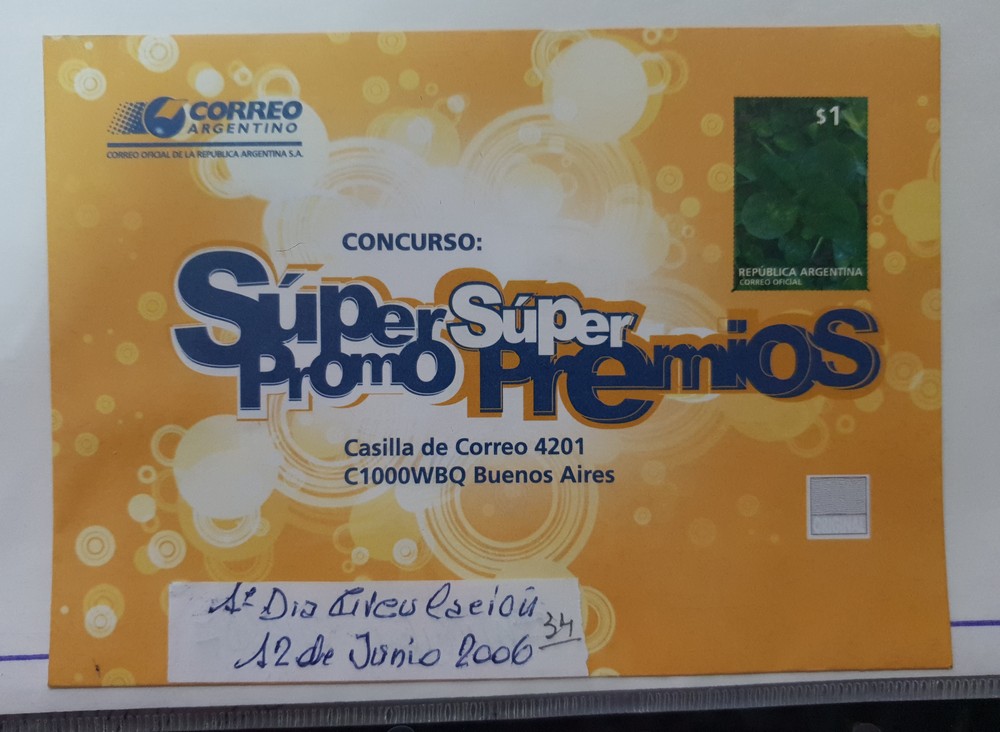 CORREO
ARGENTINO
CORREO OFICIAL DE LA REPUBLICA ARGENTINA S.A.
$1
REPÚBLICA ARGENTINA
CORREO OFICIAL
CONCURSO:
Súper Promo Súper Premios
Casilla de Correo 4201
C1000WBQ Buenos Aires
1º Dia Circulación
12 de Junio 2006
34